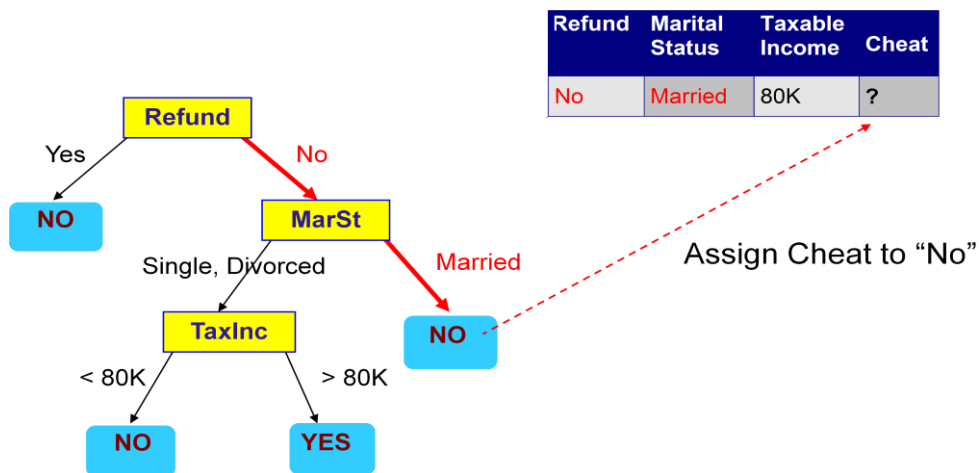 Refund Marital Status Taxable Income Cheat
No Married 80K ?
Refund
Yes No
NO MarSt
Single, Divorced Married
Assign Cheat to “No”
TaxInc NO
< 80K > 80K
NO YES